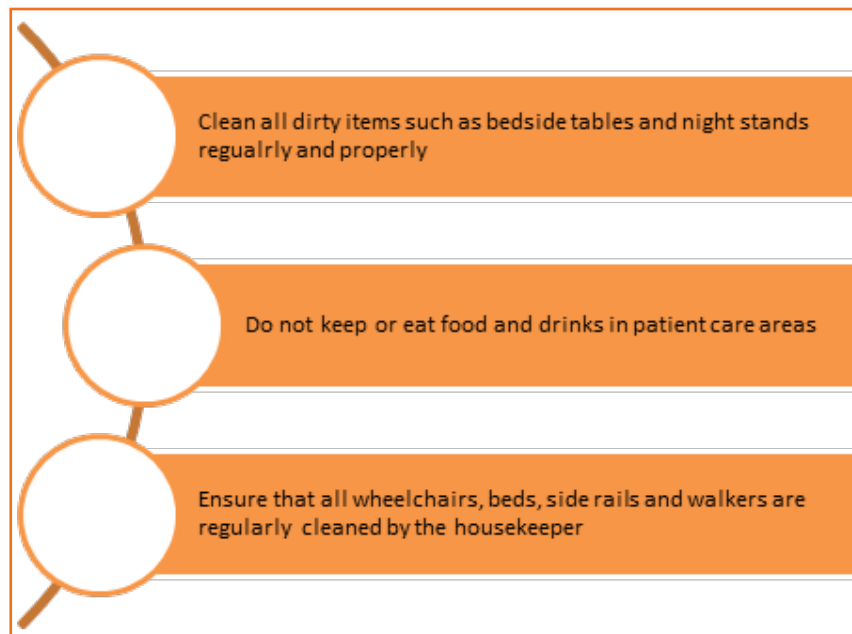 Clean all dirty items such as bedside tables and night stands
regualrly and properly
Do not keep or eat food and drinks in patient care areas
Ensure that all wheelchairs, beds, side rails and walkers are
regularly cleaned by the housekeeper